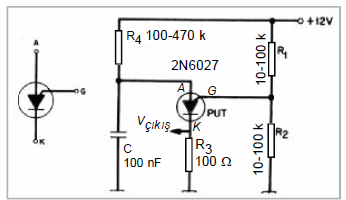 +12V
R4 100-470 k
10-100 k
R1
2N6027
A
A
G
G
PUT
Vçıkış
K
K
C
100 nF
R3
100 Ω
10-100 k
R2